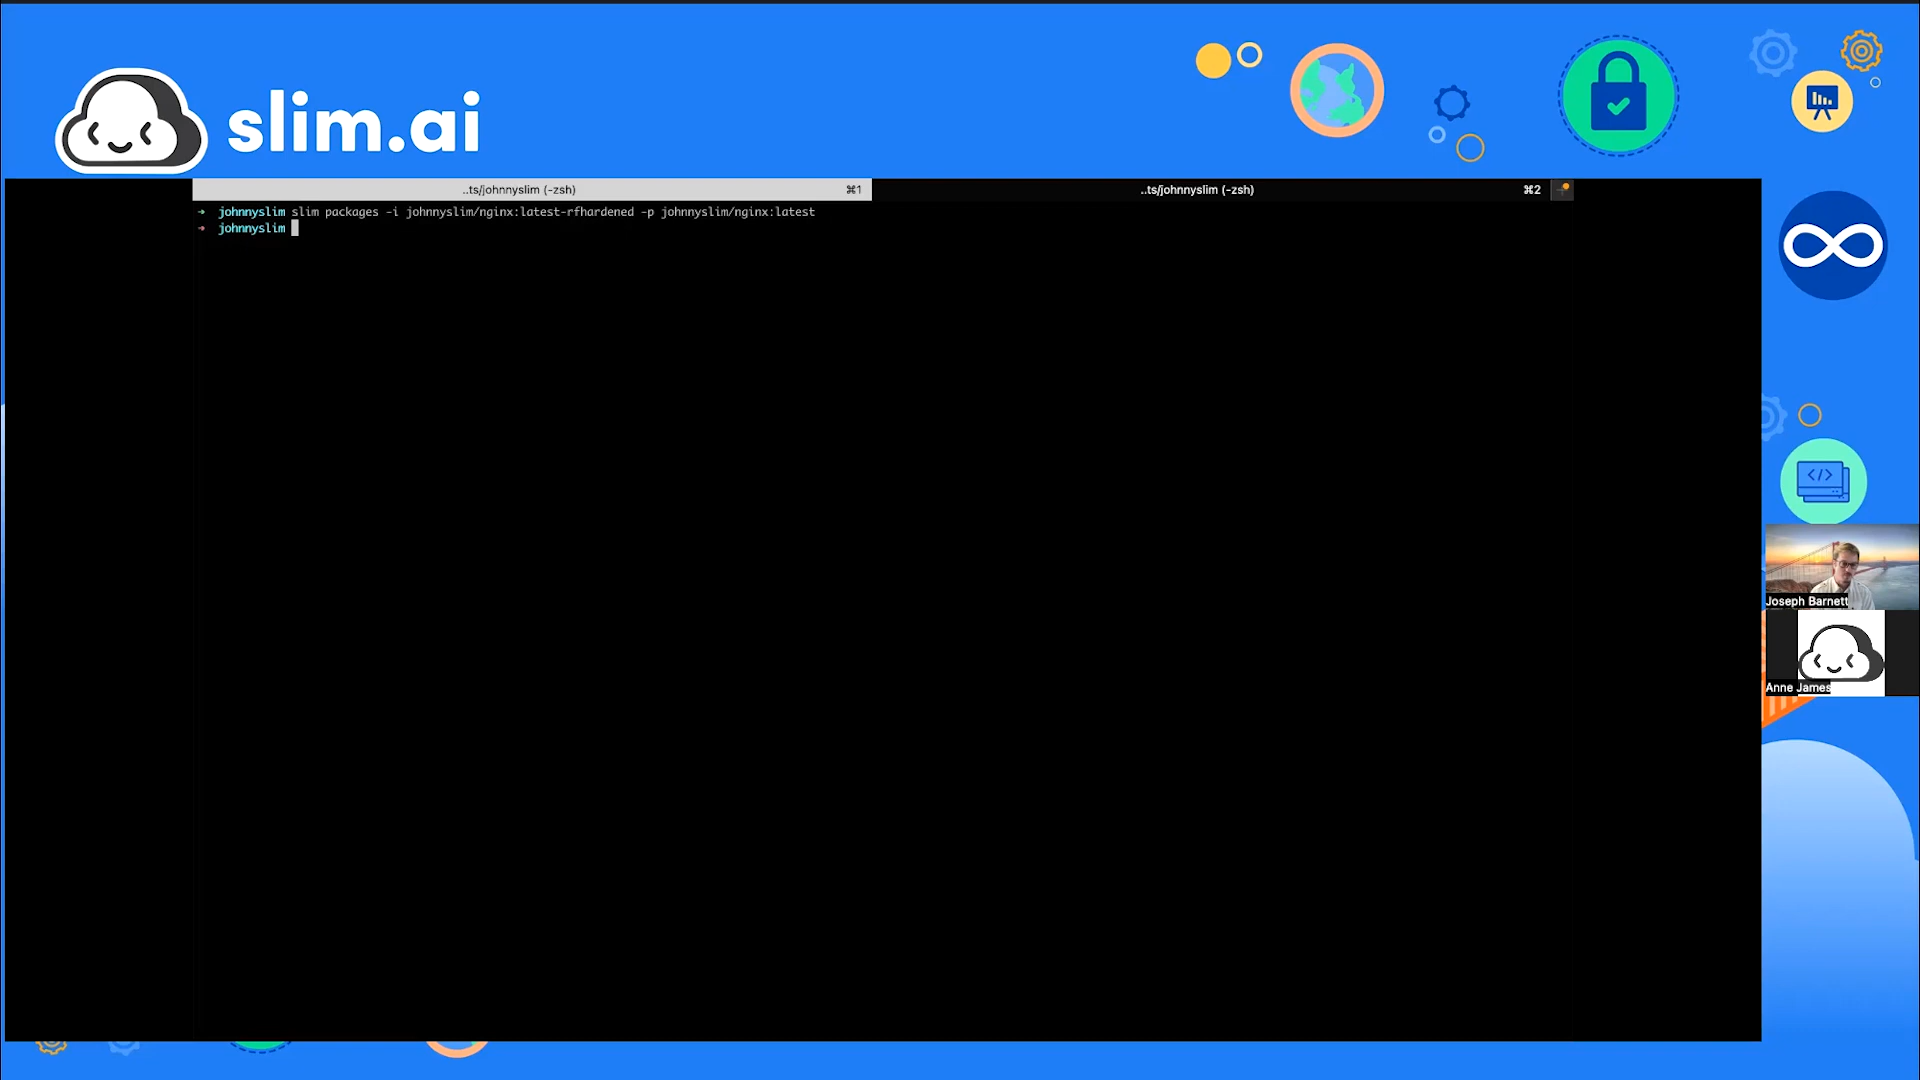 slim.ai
..ts/johnnyslim (-zsh) ⌘1 ..ts/johnnyslim (-zsh) ⌘2
➜ johnnyslim slim packages -i johnnyslim/nginx:latest-rfhardened -p johnnyslim/nginx:latest
➜ johnnyslim
</>
Joseph Barnett
Anne James